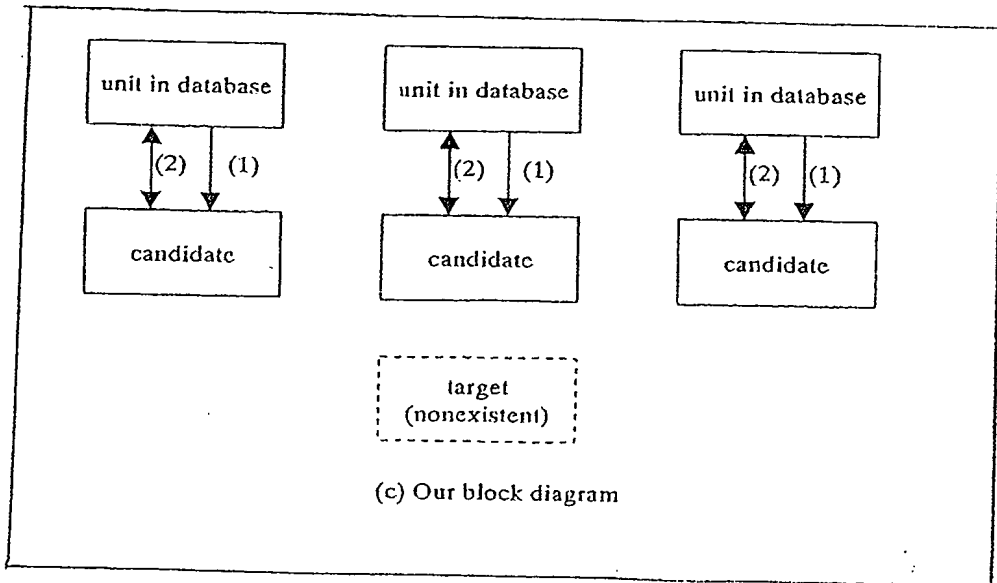 unit in database
unit in database
unit in database
(2) (1)
(2) (1)
(2) (1)
candidate
candidate
candidate
target
(nonexistent)
(c) Our block diagram